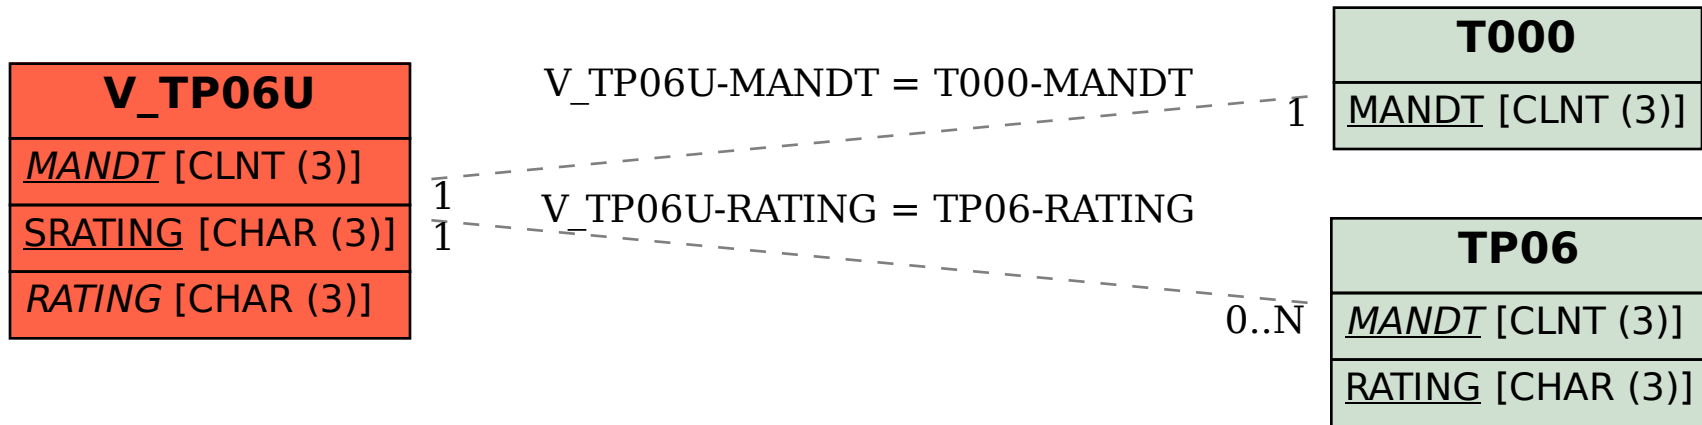 V_TP06U
MANDT [CLNT (3)]
SRATING [CHAR (3)]
RATING [CHAR (3)]
V_TP06U-MANDT = T000-MANDT
1
1
V_TP06U-RATING = TP06-RATING
1
0..N
T000
MANDT [CLNT (3)]
TP06
MANDT [CLNT (3)]
RATING [CHAR (3)]